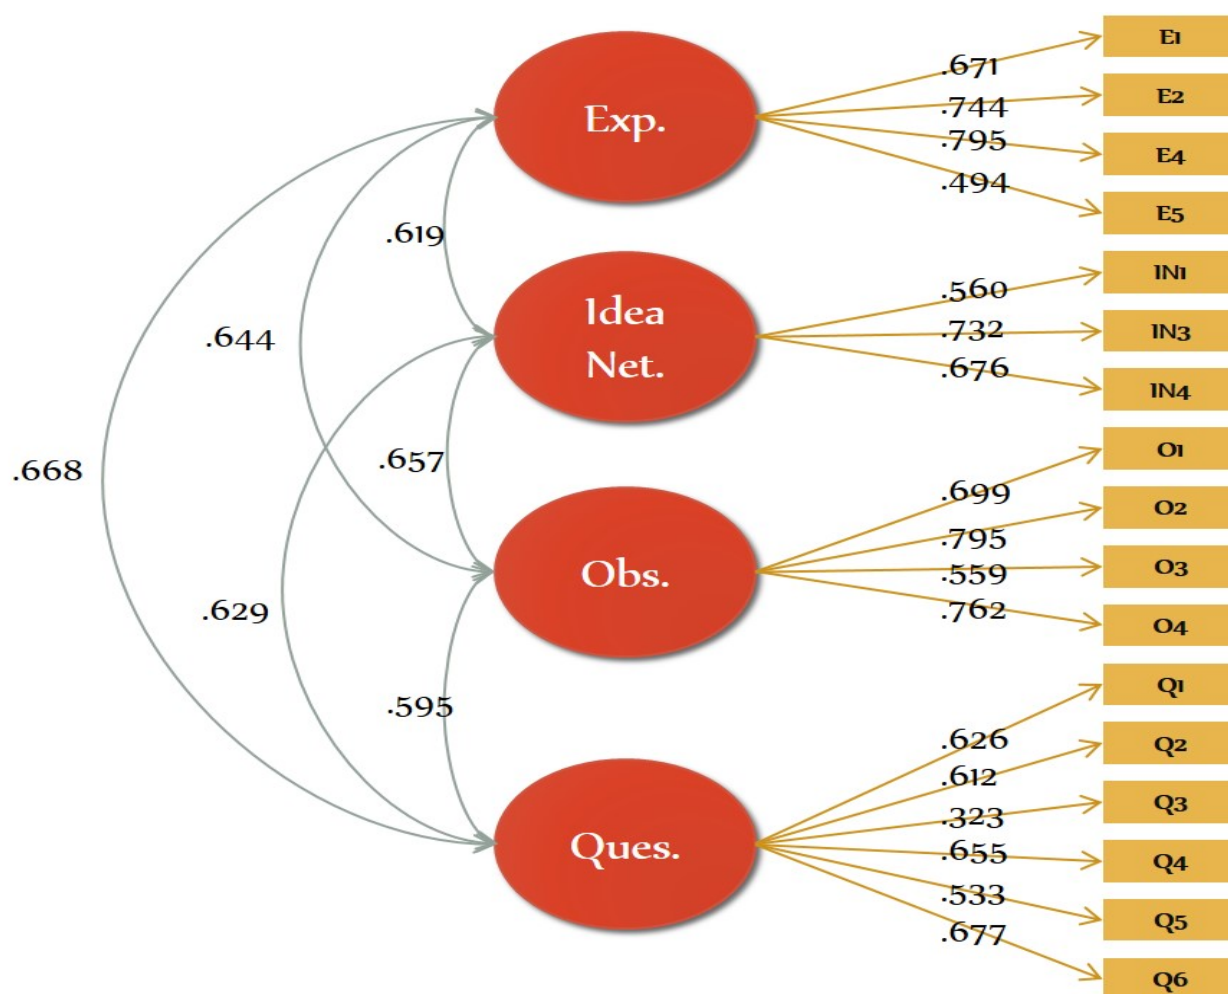 E1
.671
Exp.
.744
E2
.795
E4
.494
E5
.619
IN1
.560
Idea
Net.
.732
IN3
.644
.676
IN4
O1
.657
.668
.699
O2
.795
Obs.
.559
O3
.629
.762
O4
.595
Q1
.626
Q2
.612
.323
Q3
Ques.
.655
Q4
.533
Q5
.677
Q6